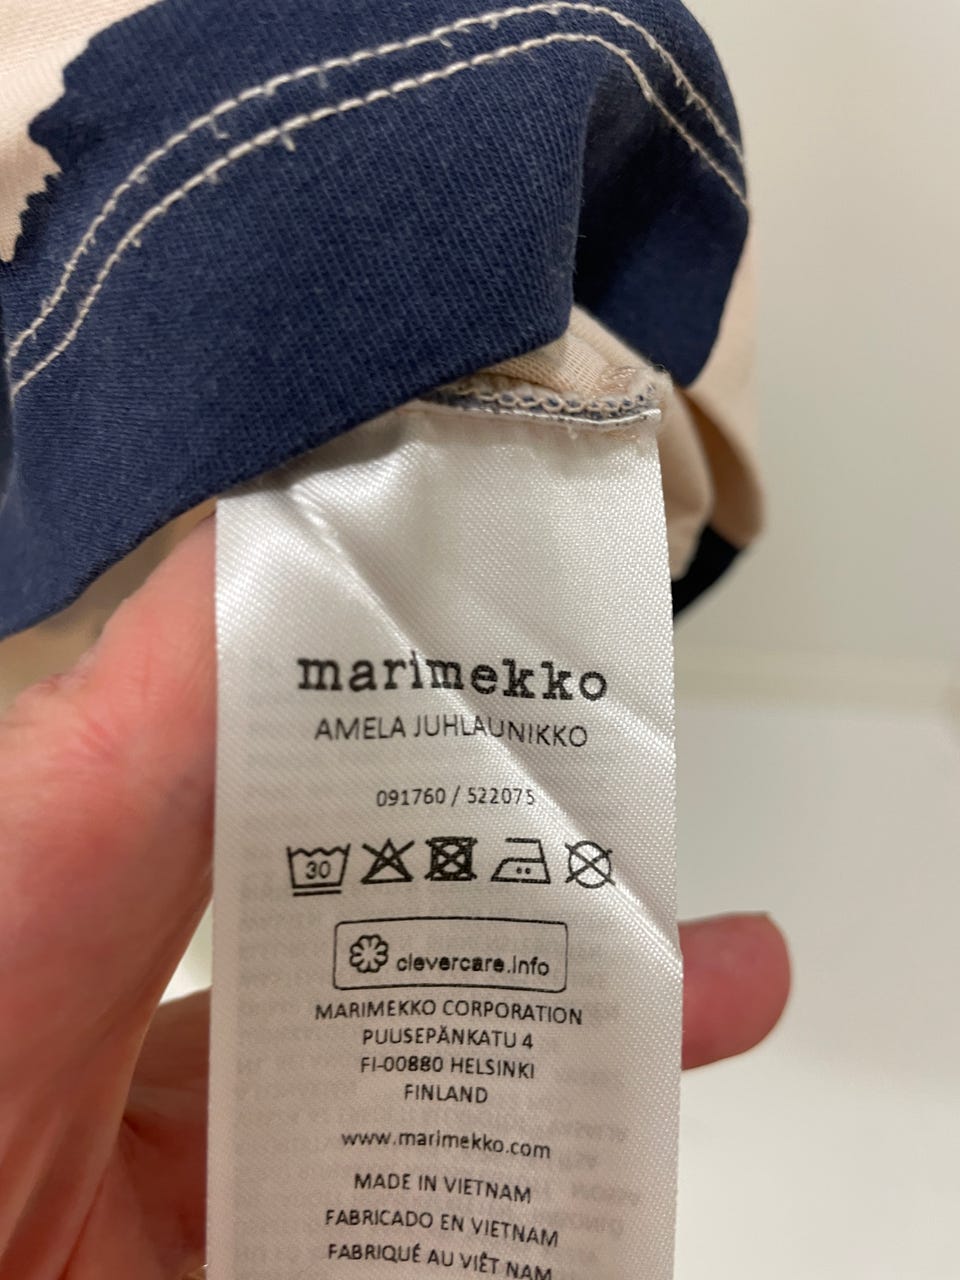 marimekko
AMELA JUHLAUNIKKO
091760 / 522075
30
clevercare.info
MARIMEKKO CORPORATION
PUUSEPÄNKATU 4
FI-00880 HELSINKI
FINLAND
www.marimekko.com
MADE IN VIETNAM
FABRICADO EN VIETNAM
FABRIQUÉ AU VIÊT NAM